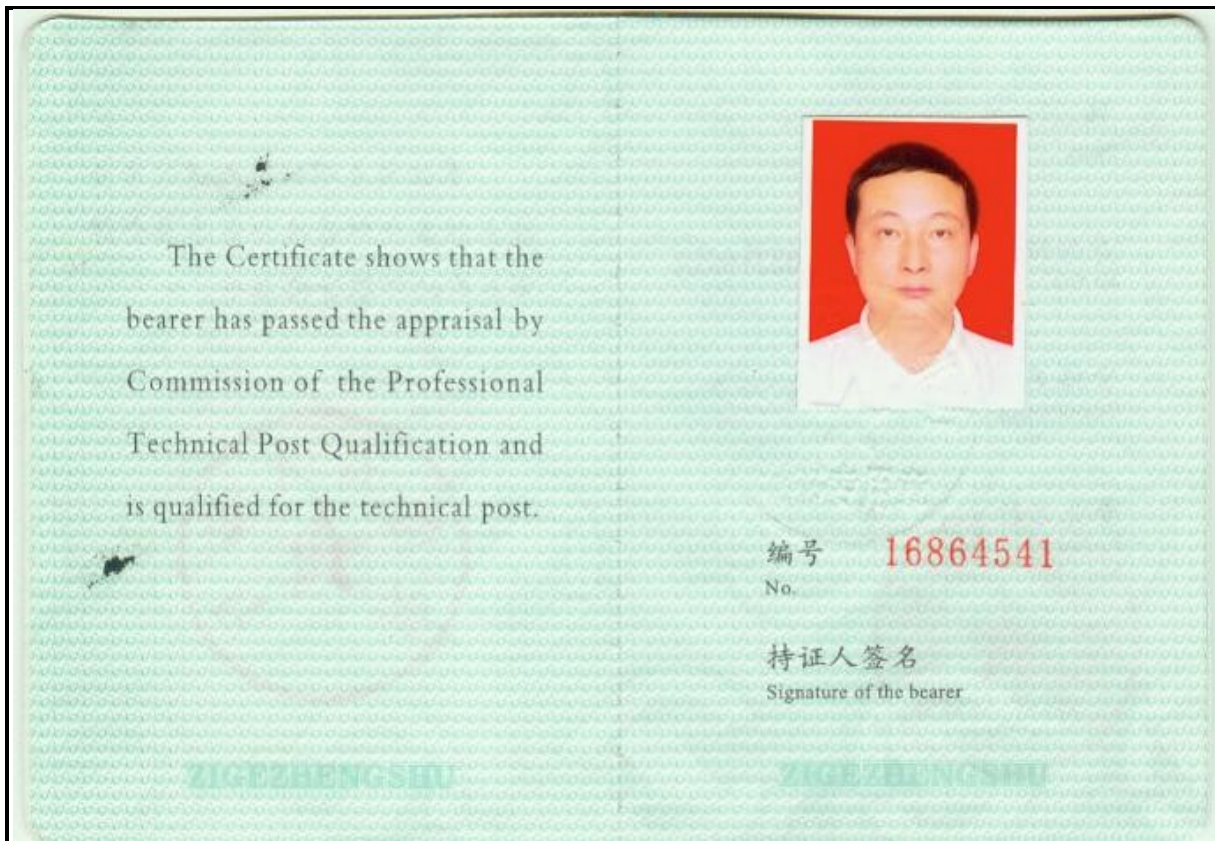 The Certificate shows that the
bearer has passed the appraisal by
Commission of the Professional
Technical Post Qualification and
is qualified for the technical post.
ZIGEZHENGSHU
编号 16864541
No.
持证人签名
Signature of the bearer
ZIGEZHENGSHU